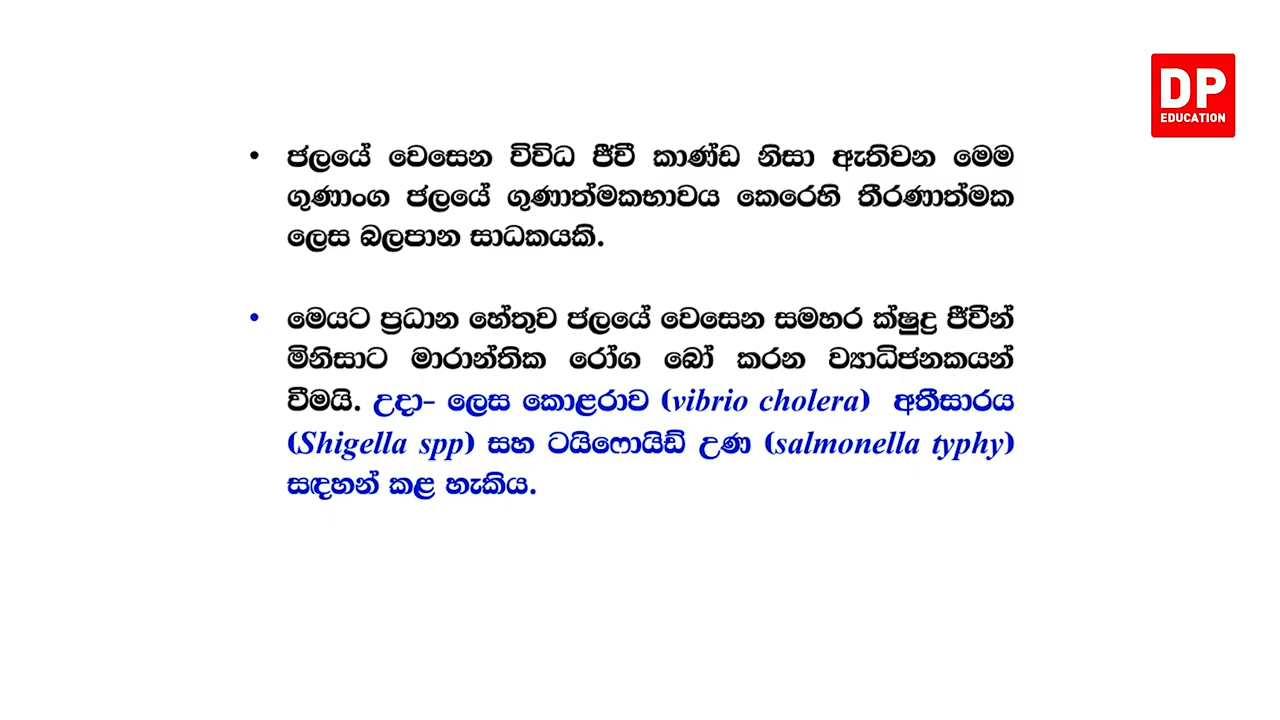 DP
EDUCATION
• ජලයේ වෙසෙන විවිධ ජීවී කාණ්ඩ නිසා ඇතිවන මෙම
ගුණාංග ජලයේ ගුණාත්මකභාවය කෙරෙහි තීරණාත්මක
ලෙස බලපාන සාධකයකි.
• මෙයට ප්‍රධාන හේතුව ජලයේ වෙසෙන සමහර ක්ෂුද්‍ර ජීවීන්
මිනිසාට මාරාන්තික රෝග බෝ කරන ව්‍යාධිජනකයන්
වීමයි. උදා- ලෙස කොළරාව (vibrio cholera) අතීසාරය
(Shigella spp) සහ ටයිෆොයිඩ් උණ (salmonella typhy)
සඳහන් කළ හැකිය.